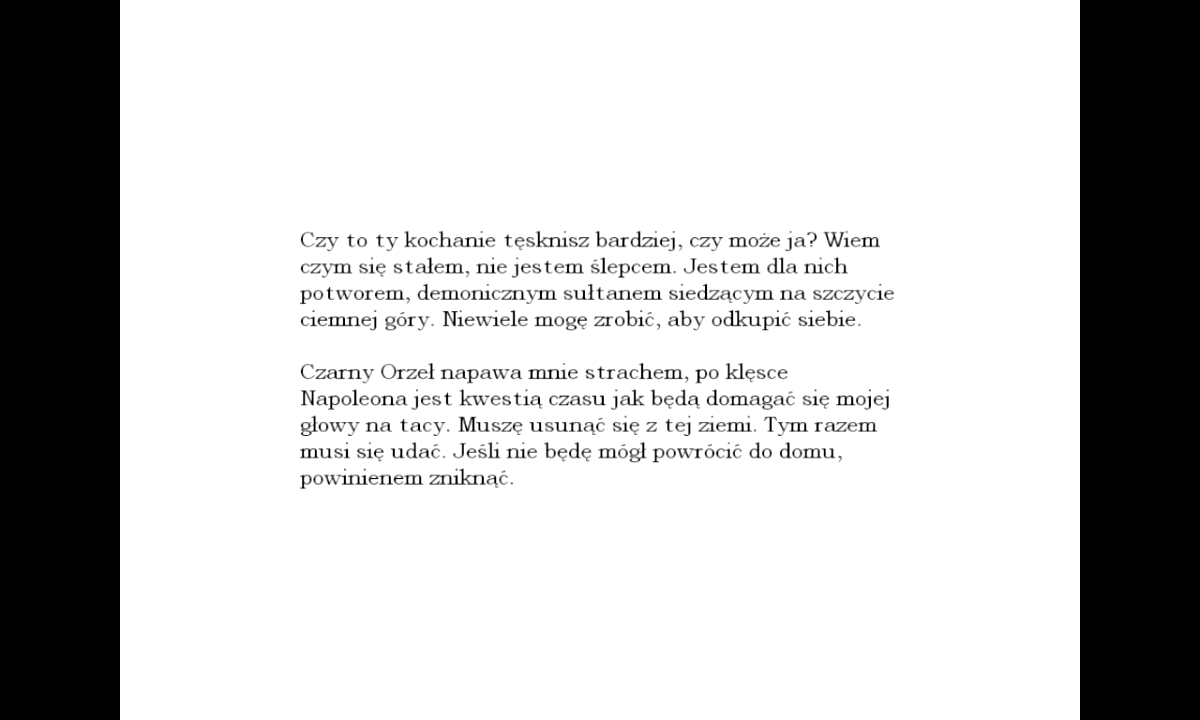 Czy to ty kochanie tęsknisz bardziej, czy może ja? Wiem
czym się stałem, nie jestem ślepcem. Jestem dla nich
potworem, demonicznym sułtanem siedzącym na szczycie
ciemnej góry. Niewiele mogę zrobić, aby odkupić siebie.
Czarny Orzeł napawa mnie strachem, po klęsce
Napoleona jest kwestią czasu jak będą domagać się mojej
głowy na tacy. Muszę usunąć się z tej ziemi. Tym razem
musi się udać. Jeśli nie będę mógł powrócić do domu,
powinienem zniknąć.